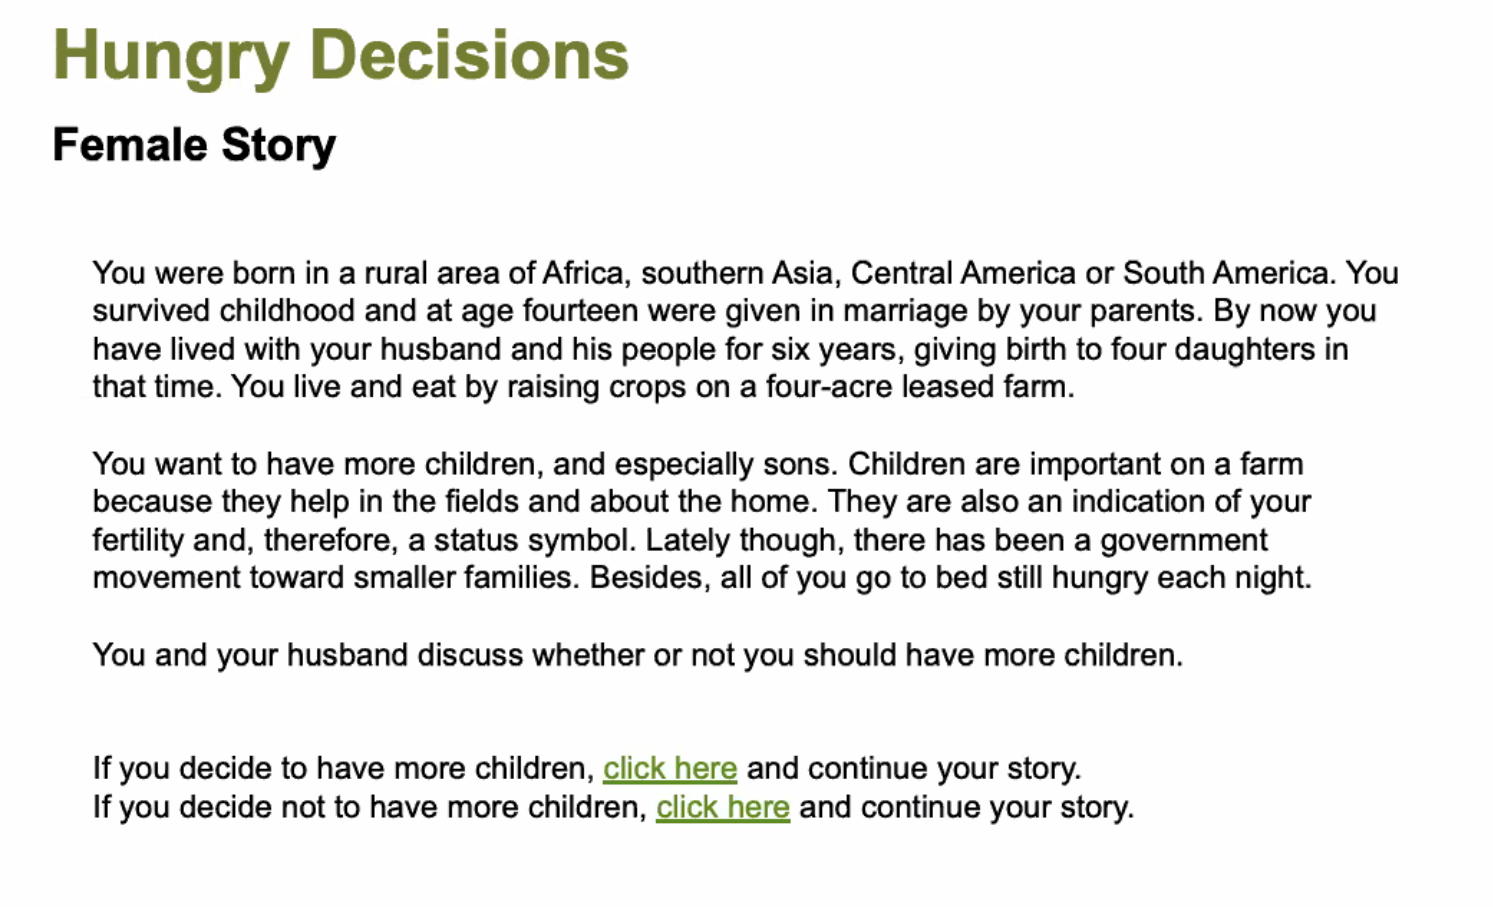 Hungry Decisions
Female Story
You were born in a rural area of Africa, southern Asia, Central America or South America. You
survived childhood and at age fourteen were given in marriage by your parents. By now you
have lived with your husband and his people for six years, giving birth to four daughters in
that time. You live and eat by raising crops on a four-acre leased farm.
You want to have more children, and especially sons. Children are important on a farm
because they help in the fields and about the home. They are also an indication of your
fertility and, therefore, a status symbol. Lately though, there has been a government
movement toward smaller families. Besides, all of you go to bed still hungry each night.
You and your husband discuss whether or not you should have more children.
If you decide to have more children, click here and continue your story.
If you decide not to have more children, click here and continue your story.